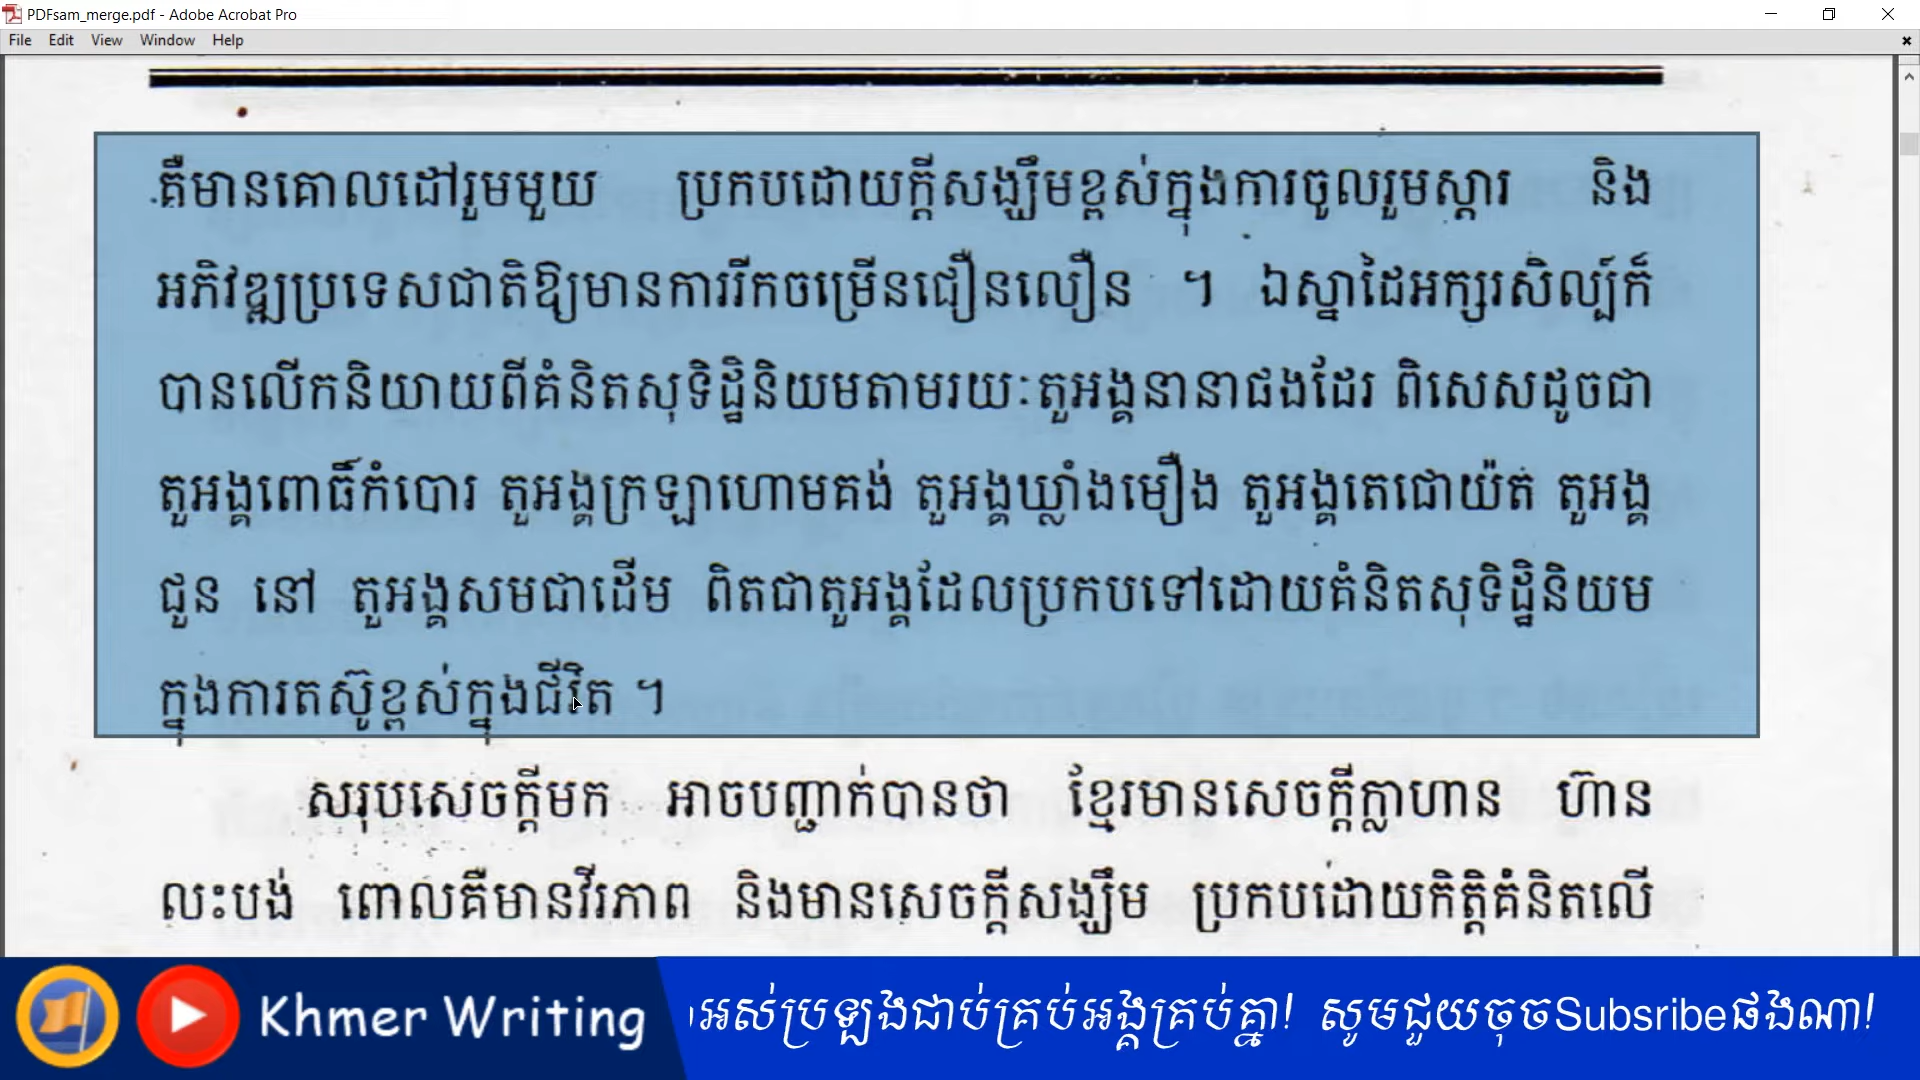 PDFsam_merge.pdf - Adobe Acrobat Pro
File Edit View Window Help
គឺមានគោលដៅរួមមួយ ប្រកបដោយក្តីសង្ឃឹមខ្ពស់ក្នុងការចូលរួមស្តារ និង
អភិវឌ្ឍប្រទេសជាតិឱ្យមានការរីកចម្រើនជឿនលឿន ។ ឯស្នាដៃអក្សរសិល្ប៍ក៏
បានលើកនិយាយពីគំនិតសុទិដ្ឋិនិយមតាមរយៈតួអង្គនានាផងដែរ ពិសេសដូចជា
តួអង្គពោធិ៍កំបោរ តួអង្គក្រឡាហោមគង់ តួអង្គឃ្លាំងមឿង តួអង្គតេជោយ៉ត តួអង្គ
ជួន នៅ តួអង្គសមជាដើម ពិតជាតួអង្គដែលប្រកបទៅដោយគំនិតសុទិដ្ឋិនិយម
ក្នុងការតស៊ូខ្ពស់ក្នុងជីវិត ។
សរុបសេចក្តីមក អាចបញ្ជាក់បានថា ខ្មែរមានសេចក្តីក្លាហាន ហ៊ាន
លះបង់ ពោលគឺមានវីរភាព និងមានសេចក្តីសង្ឃឹម ប្រកបដោយកិត្តិគំនិតលើ
Khmer Writing
អស់ប្រឡងជាប់គ្រប់អង្គគ្រប់គ្នា! សូមជួយចុចSubsribeផងណា!